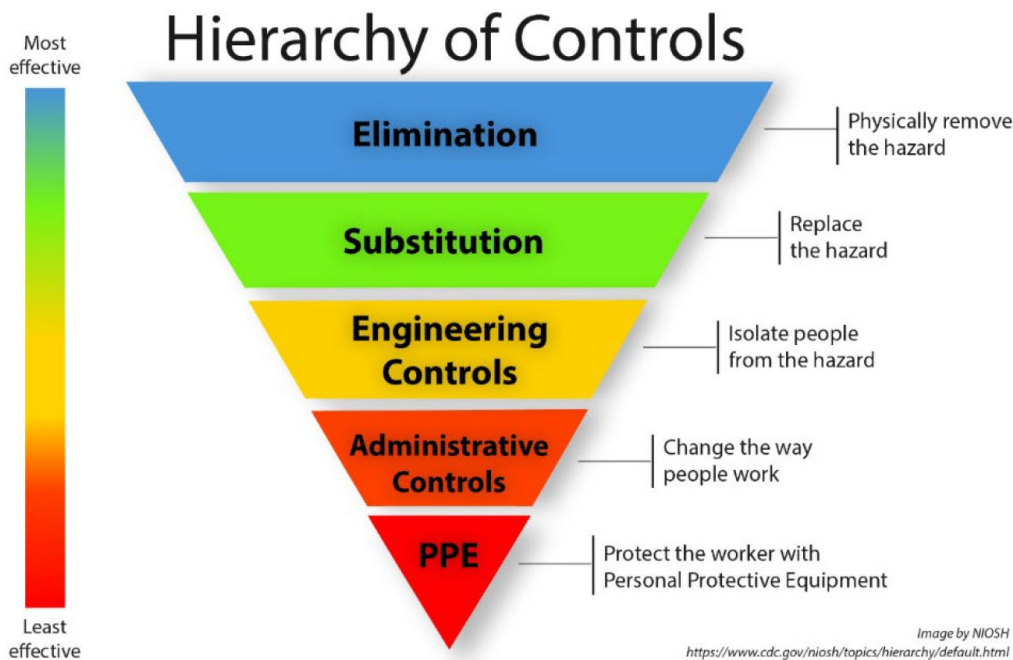 Hierarchy of Controls
Most
effective
Elimination
Physically remove
the hazard
Substitution
Replace
the hazard
Engineering
Controls
Isolate people
from the hazard
Administrative
Controls
Change the way
people work
PPE
Protect the worker with
Personal Protective Equipment
Least
effective
Image by NIOSH
https://www.cdc.gov/niosh/topics/hierarchy/default.html